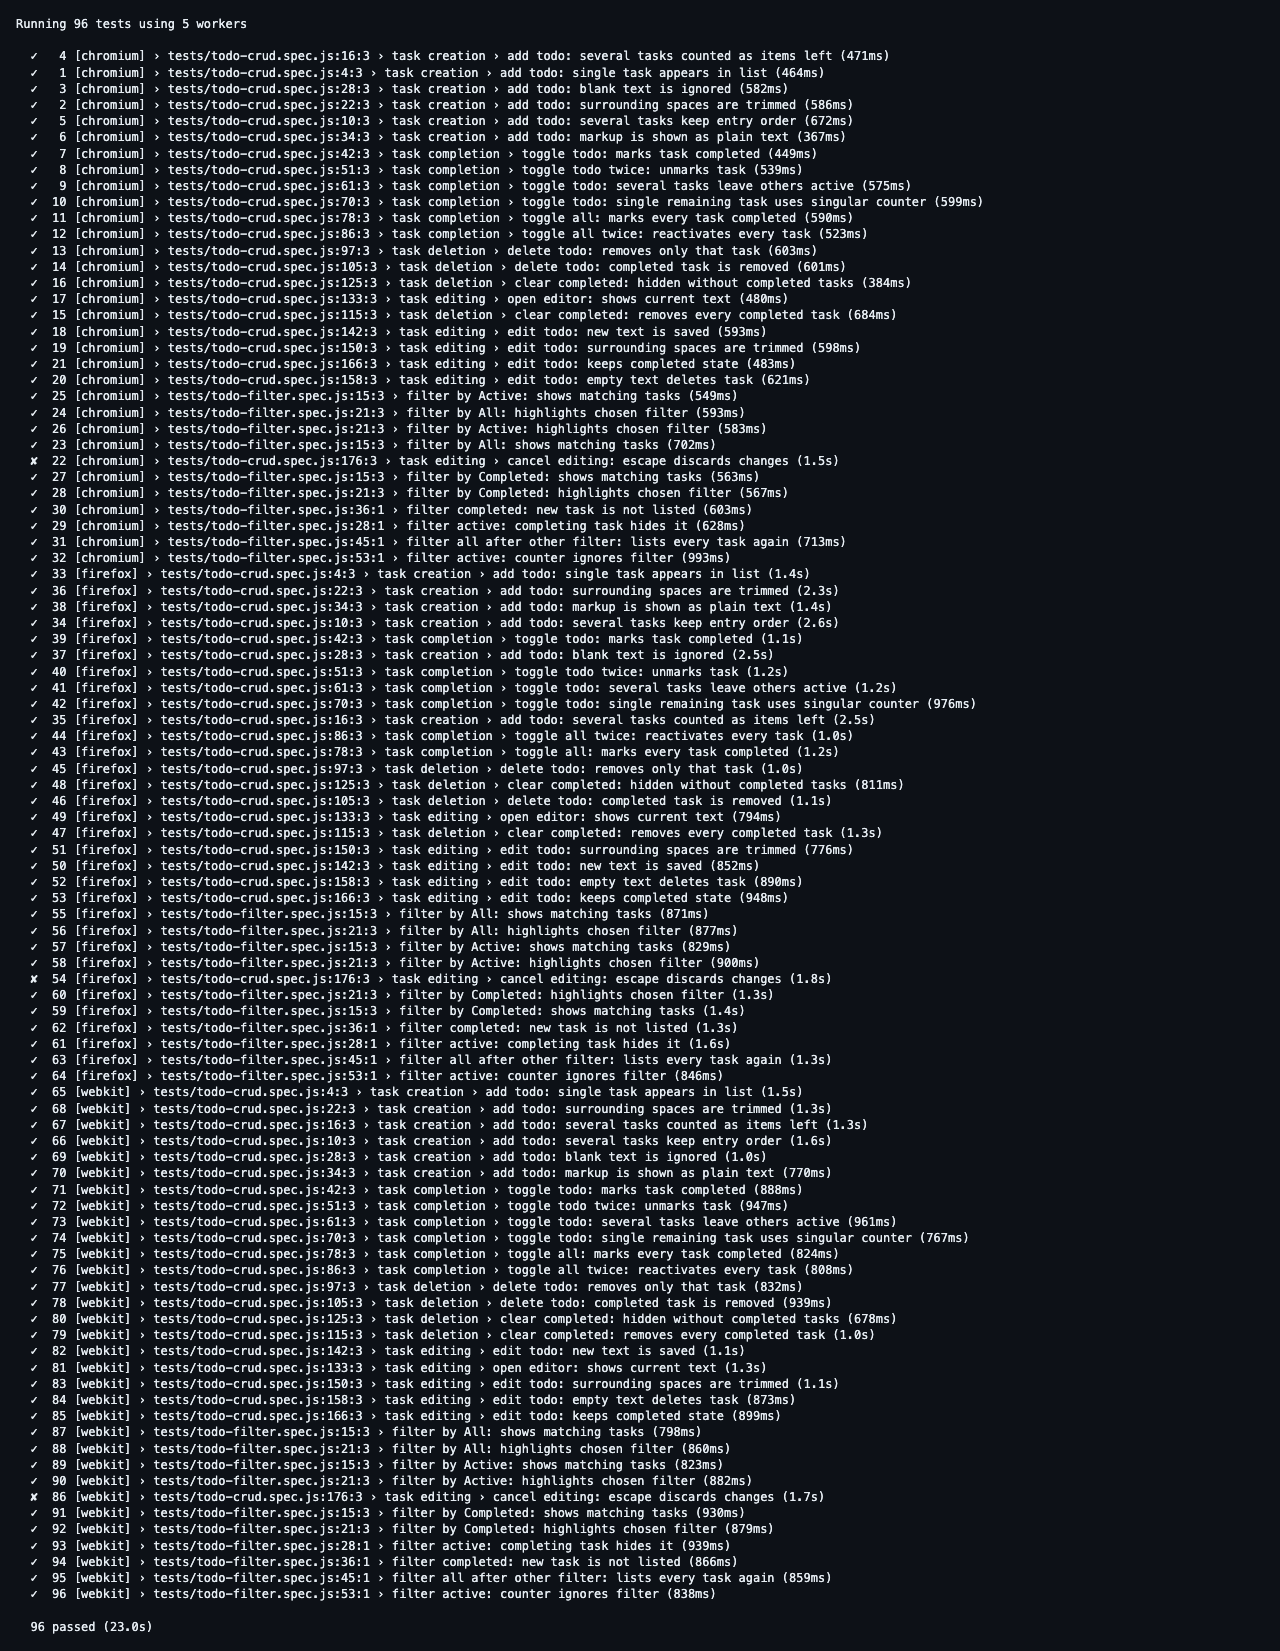 Running 96 tests using 5 workers
✓ 4 [chromium] › tests/todo-crud.spec.js:16:3 › task creation › add todo: several tasks counted as items left (471ms)
✓ 1 [chromium] › tests/todo-crud.spec.js:4:3 › task creation › add todo: single task appears in list (464ms)
✓ 3 [chromium] › tests/todo-crud.spec.js:28:3 › task creation › add todo: blank text is ignored (582ms)
✓ 2 [chromium] › tests/todo-crud.spec.js:22:3 › task creation › add todo: surrounding spaces are trimmed (586ms)
✓ 5 [chromium] › tests/todo-crud.spec.js:10:3 › task creation › add todo: several tasks keep entry order (672ms)
✓ 6 [chromium] › tests/todo-crud.spec.js:34:3 › task creation › add todo: markup is shown as plain text (367ms)
✓ 7 [chromium] › tests/todo-crud.spec.js:42:3 › task completion › toggle todo: marks task completed (449ms)
✓ 8 [chromium] › tests/todo-crud.spec.js:51:3 › task completion › toggle todo twice: unmarks task (539ms)
✓ 9 [chromium] › tests/todo-crud.spec.js:61:3 › task completion › toggle todo: several tasks leave others active (575ms)
✓ 10 [chromium] › tests/todo-crud.spec.js:70:3 › task completion › toggle todo: single remaining task uses singular counter (599ms)
✓ 11 [chromium] › tests/todo-crud.spec.js:78:3 › task completion › toggle all: marks every task completed (590ms)
✓ 12 [chromium] › tests/todo-crud.spec.js:86:3 › task completion › toggle all twice: reactivates every task (523ms)
✓ 13 [chromium] › tests/todo-crud.spec.js:97:3 › task deletion › delete todo: removes only that task (603ms)
✓ 14 [chromium] › tests/todo-crud.spec.js:105:3 › task deletion › delete todo: completed task is removed (601ms)
✓ 16 [chromium] › tests/todo-crud.spec.js:125:3 › task deletion › clear completed: hidden without completed tasks (384ms)
✓ 17 [chromium] › tests/todo-crud.spec.js:133:3 › task editing › open editor: shows current text (480ms)
✓ 15 [chromium] › tests/todo-crud.spec.js:115:3 › task deletion › clear completed: removes every completed task (684ms)
✓ 18 [chromium] › tests/todo-crud.spec.js:142:3 › task editing › edit todo: new text is saved (593ms)
✓ 19 [chromium] › tests/todo-crud.spec.js:150:3 › task editing › edit todo: surrounding spaces are trimmed (598ms)
✓ 21 [chromium] › tests/todo-crud.spec.js:166:3 › task editing › edit todo: keeps completed state (483ms)
✓ 20 [chromium] › tests/todo-crud.spec.js:158:3 › task editing › edit todo: empty text deletes task (621ms)
✓ 25 [chromium] › tests/todo-filter.spec.js:15:3 › filter by Active: shows matching tasks (549ms)
✓ 24 [chromium] › tests/todo-filter.spec.js:21:3 › filter by All: highlights chosen filter (593ms)
✓ 26 [chromium] › tests/todo-filter.spec.js:21:3 › filter by Active: highlights chosen filter (583ms)
✓ 23 [chromium] › tests/todo-filter.spec.js:15:3 › filter by All: shows matching tasks (702ms)
✘ 22 [chromium] › tests/todo-crud.spec.js:176:3 › task editing › cancel editing: escape discards changes (1.5s)
✓ 27 [chromium] › tests/todo-filter.spec.js:15:3 › filter by Completed: shows matching tasks (563ms)
✓ 28 [chromium] › tests/todo-filter.spec.js:21:3 › filter by Completed: highlights chosen filter (567ms)
✓ 30 [chromium] › tests/todo-filter.spec.js:36:1 › filter completed: new task is not listed (603ms)
✓ 29 [chromium] › tests/todo-filter.spec.js:28:1 › filter active: completing task hides it (628ms)
✓ 31 [chromium] › tests/todo-filter.spec.js:45:1 › filter all after other filter: lists every task again (713ms)
✓ 32 [chromium] › tests/todo-filter.spec.js:53:1 › filter active: counter ignores filter (993ms)
✓ 33 [firefox] › tests/todo-crud.spec.js:4:3 › task creation › add todo: single task appears in list (1.4s)
✓ 36 [firefox] › tests/todo-crud.spec.js:22:3 › task creation › add todo: surrounding spaces are trimmed (2.3s)
✓ 38 [firefox] › tests/todo-crud.spec.js:34:3 › task creation › add todo: markup is shown as plain text (1.4s)
✓ 34 [firefox] › tests/todo-crud.spec.js:10:3 › task creation › add todo: several tasks keep entry order (2.6s)
✓ 39 [firefox] › tests/todo-crud.spec.js:42:3 › task completion › toggle todo: marks task completed (1.1s)
✓ 37 [firefox] › tests/todo-crud.spec.js:28:3 › task creation › add todo: blank text is ignored (2.5s)
✓ 40 [firefox] › tests/todo-crud.spec.js:51:3 › task completion › toggle todo twice: unmarks task (1.2s)
✓ 41 [firefox] › tests/todo-crud.spec.js:61:3 › task completion › toggle todo: several tasks leave others active (1.2s)
✓ 42 [firefox] › tests/todo-crud.spec.js:70:3 › task completion › toggle todo: single remaining task uses singular counter (976ms)
✓ 35 [firefox] › tests/todo-crud.spec.js:16:3 › task creation › add todo: several tasks counted as items left (2.5s)
✓ 44 [firefox] › tests/todo-crud.spec.js:86:3 › task completion › toggle all twice: reactivates every task (1.0s)
✓ 43 [firefox] › tests/todo-crud.spec.js:78:3 › task completion › toggle all: marks every task completed (1.2s)
✓ 45 [firefox] › tests/todo-crud.spec.js:97:3 › task deletion › delete todo: removes only that task (1.0s)
✓ 48 [firefox] › tests/todo-crud.spec.js:125:3 › task deletion › clear completed: hidden without completed tasks (811ms)
✓ 46 [firefox] › tests/todo-crud.spec.js:105:3 › task deletion › delete todo: completed task is removed (1.1s)
✓ 49 [firefox] › tests/todo-crud.spec.js:133:3 › task editing › open editor: shows current text (794ms)
✓ 47 [firefox] › tests/todo-crud.spec.js:115:3 › task deletion › clear completed: removes every completed task (1.3s)
✓ 51 [firefox] › tests/todo-crud.spec.js:150:3 › task editing › edit todo: surrounding spaces are trimmed (776ms)
✓ 50 [firefox] › tests/todo-crud.spec.js:142:3 › task editing › edit todo: new text is saved (852ms)
✓ 52 [firefox] › tests/todo-crud.spec.js:158:3 › task editing › edit todo: empty text deletes task (890ms)
✓ 53 [firefox] › tests/todo-crud.spec.js:166:3 › task editing › edit todo: keeps completed state (948ms)
✓ 55 [firefox] › tests/todo-filter.spec.js:15:3 › filter by All: shows matching tasks (871ms)
✓ 56 [firefox] › tests/todo-filter.spec.js:21:3 › filter by All: highlights chosen filter (877ms)
✓ 57 [firefox] › tests/todo-filter.spec.js:15:3 › filter by Active: shows matching tasks (829ms)
✓ 58 [firefox] › tests/todo-filter.spec.js:21:3 › filter by Active: highlights chosen filter (900ms)
✘ 54 [firefox] › tests/todo-crud.spec.js:176:3 › task editing › cancel editing: escape discards changes (1.8s)
✓ 60 [firefox] › tests/todo-filter.spec.js:21:3 › filter by Completed: highlights chosen filter (1.3s)
✓ 59 [firefox] › tests/todo-filter.spec.js:15:3 › filter by Completed: shows matching tasks (1.4s)
✓ 62 [firefox] › tests/todo-filter.spec.js:36:1 › filter completed: new task is not listed (1.3s)
✓ 61 [firefox] › tests/todo-filter.spec.js:28:1 › filter active: completing task hides it (1.6s)
✓ 63 [firefox] › tests/todo-filter.spec.js:45:1 › filter all after other filter: lists every task again (1.3s)
✓ 64 [firefox] › tests/todo-filter.spec.js:53:1 › filter active: counter ignores filter (846ms)
✓ 65 [webkit] › tests/todo-crud.spec.js:4:3 › task creation › add todo: single task appears in list (1.5s)
✓ 68 [webkit] › tests/todo-crud.spec.js:22:3 › task creation › add todo: surrounding spaces are trimmed (1.3s)
✓ 67 [webkit] › tests/todo-crud.spec.js:16:3 › task creation › add todo: several tasks counted as items left (1.3s)
✓ 66 [webkit] › tests/todo-crud.spec.js:10:3 › task creation › add todo: several tasks keep entry order (1.6s)
✓ 69 [webkit] › tests/todo-crud.spec.js:28:3 › task creation › add todo: blank text is ignored (1.0s)
✓ 70 [webkit] › tests/todo-crud.spec.js:34:3 › task creation › add todo: markup is shown as plain text (770ms)
✓ 71 [webkit] › tests/todo-crud.spec.js:42:3 › task completion › toggle todo: marks task completed (888ms)
✓ 72 [webkit] › tests/todo-crud.spec.js:51:3 › task completion › toggle todo twice: unmarks task (947ms)
✓ 73 [webkit] › tests/todo-crud.spec.js:61:3 › task completion › toggle todo: several tasks leave others active (961ms)
✓ 74 [webkit] › tests/todo-crud.spec.js:70:3 › task completion › toggle todo: single remaining task uses singular counter (767ms)
✓ 75 [webkit] › tests/todo-crud.spec.js:78:3 › task completion › toggle all: marks every task completed (824ms)
✓ 76 [webkit] › tests/todo-crud.spec.js:86:3 › task completion › toggle all twice: reactivates every task (808ms)
✓ 77 [webkit] › tests/todo-crud.spec.js:97:3 › task deletion › delete todo: removes only that task (832ms)
✓ 78 [webkit] › tests/todo-crud.spec.js:105:3 › task deletion › delete todo: completed task is removed (939ms)
✓ 80 [webkit] › tests/todo-crud.spec.js:125:3 › task deletion › clear completed: hidden without completed tasks (678ms)
✓ 79 [webkit] › tests/todo-crud.spec.js:115:3 › task deletion › clear completed: removes every completed task (1.0s)
✓ 82 [webkit] › tests/todo-crud.spec.js:142:3 › task editing › edit todo: new text is saved (1.1s)
✓ 81 [webkit] › tests/todo-crud.spec.js:133:3 › task editing › open editor: shows current text (1.3s)
✓ 83 [webkit] › tests/todo-crud.spec.js:150:3 › task editing › edit todo: surrounding spaces are trimmed (1.1s)
✓ 84 [webkit] › tests/todo-crud.spec.js:158:3 › task editing › edit todo: empty text deletes task (873ms)
✓ 85 [webkit] › tests/todo-crud.spec.js:166:3 › task editing › edit todo: keeps completed state (899ms)
✓ 87 [webkit] › tests/todo-filter.spec.js:15:3 › filter by All: shows matching tasks (798ms)
✓ 88 [webkit] › tests/todo-filter.spec.js:21:3 › filter by All: highlights chosen filter (860ms)
✓ 89 [webkit] › tests/todo-filter.spec.js:15:3 › filter by Active: shows matching tasks (823ms)
✓ 90 [webkit] › tests/todo-filter.spec.js:21:3 › filter by Active: highlights chosen filter (882ms)
✘ 86 [webkit] › tests/todo-crud.spec.js:176:3 › task editing › cancel editing: escape discards changes (1.7s)
✓ 91 [webkit] › tests/todo-filter.spec.js:15:3 › filter by Completed: shows matching tasks (930ms)
✓ 92 [webkit] › tests/todo-filter.spec.js:21:3 › filter by Completed: highlights chosen filter (879ms)
✓ 93 [webkit] › tests/todo-filter.spec.js:28:1 › filter active: completing task hides it (939ms)
✓ 94 [webkit] › tests/todo-filter.spec.js:36:1 › filter completed: new task is not listed (866ms)
✓ 95 [webkit] › tests/todo-filter.spec.js:45:1 › filter all after other filter: lists every task again (859ms)
✓ 96 [webkit] › tests/todo-filter.spec.js:53:1 › filter active: counter ignores filter (838ms)
96 passed (23.0s)